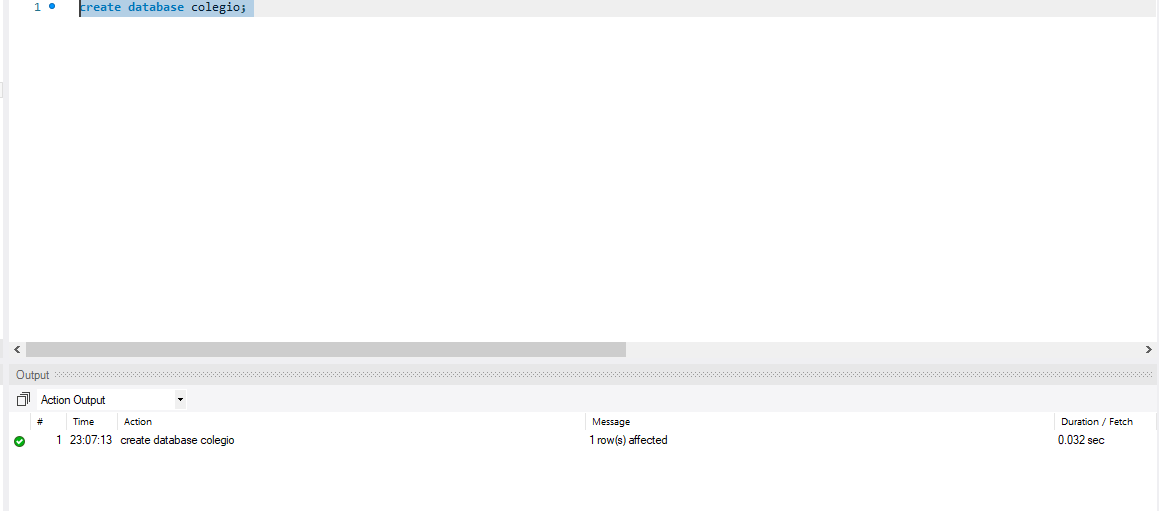 1 create database colegio;
Output
Action Output
# Time Action Message Duration / Fetch
1 23:07:13 create database colegio 1 row(s) affected 0.032 sec